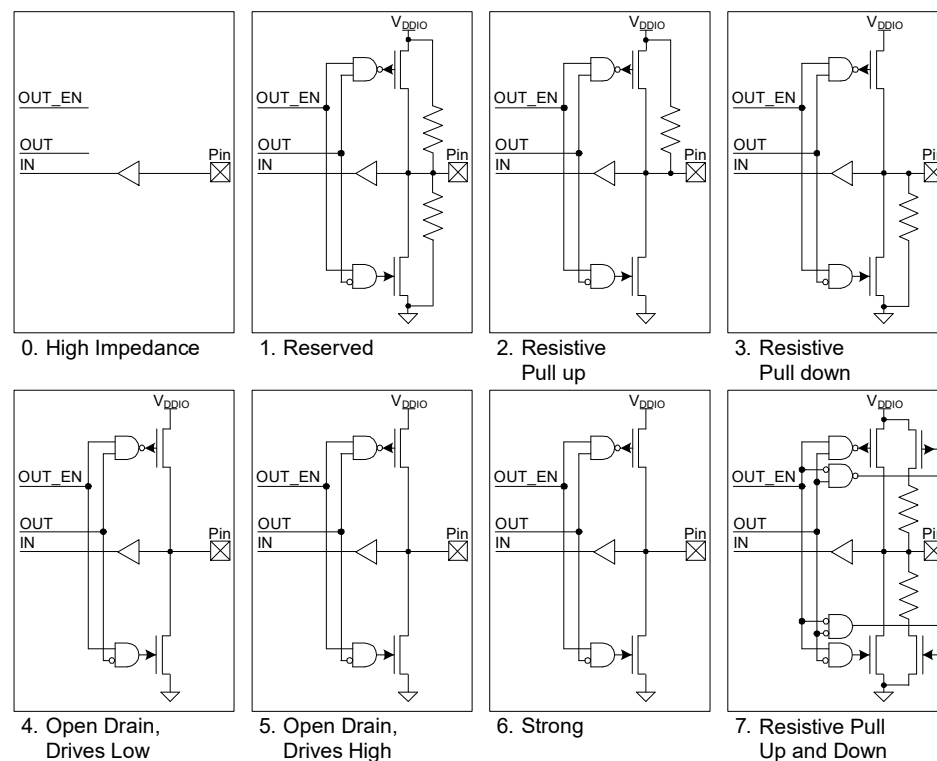 VDDIO
OUT_EN
OUT
IN
Pin
0. High Impedance
VDDIO
OUT_EN
OUT
IN
Pin
1. Reserved
VDDIO
OUT_EN
OUT
IN
Pin
2. Resistive
Pull up
VDDIO
OUT_EN
OUT
IN
Pi
3. Resistive
Pull down
VDDIO
OUT_EN
OUT
IN
Pin
4. Open Drain,
Drives Low
VDDIO
OUT_EN
OUT
IN
Pin
5. Open Drain,
Drives High
VDDIO
OUT_EN
OUT
IN
Pin
6. Strong
VDDIO
OUT_EN
OUT
IN
Pi
7. Resistive Pull
Up and Down